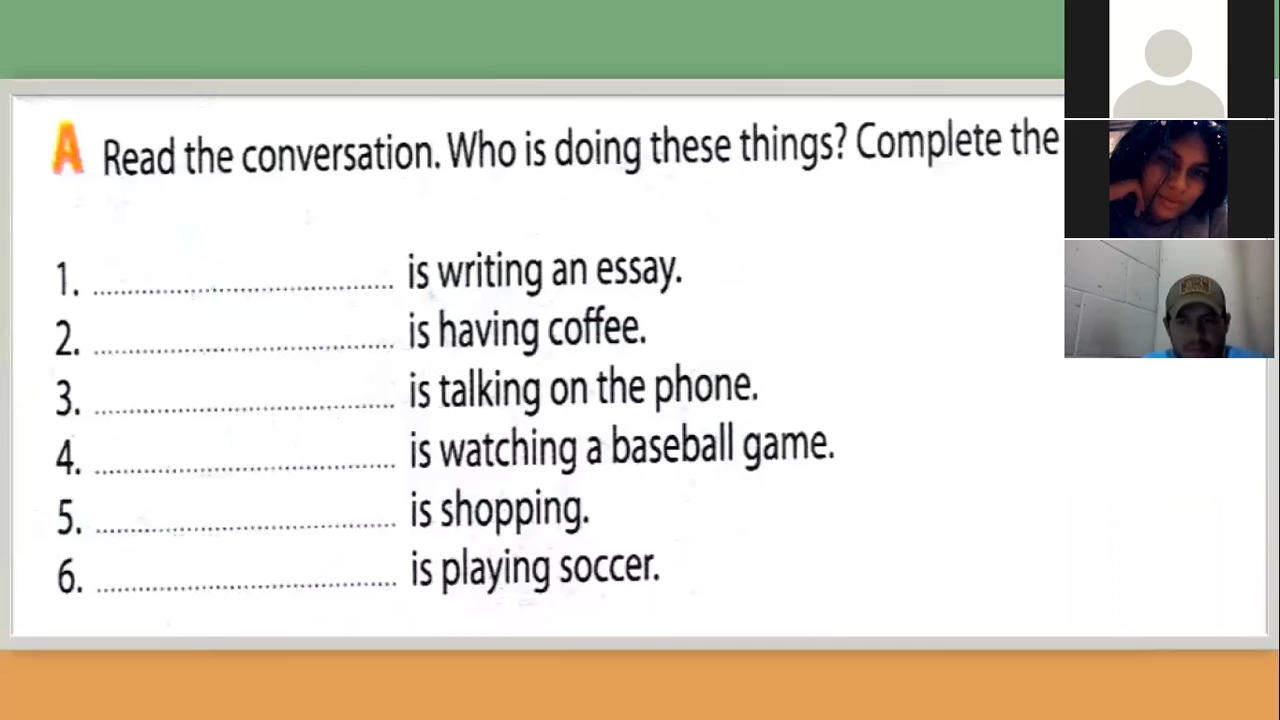 A Read the conversation. Who is doing these things? Complete the
1. ........................................ is writing an essay.
2. ........................................ is having coffee.
3. ........................................ is talking on the phone.
4. ........................................ is watching a baseball game.
5. ........................................ is shopping.
6. ........................................ is playing soccer.